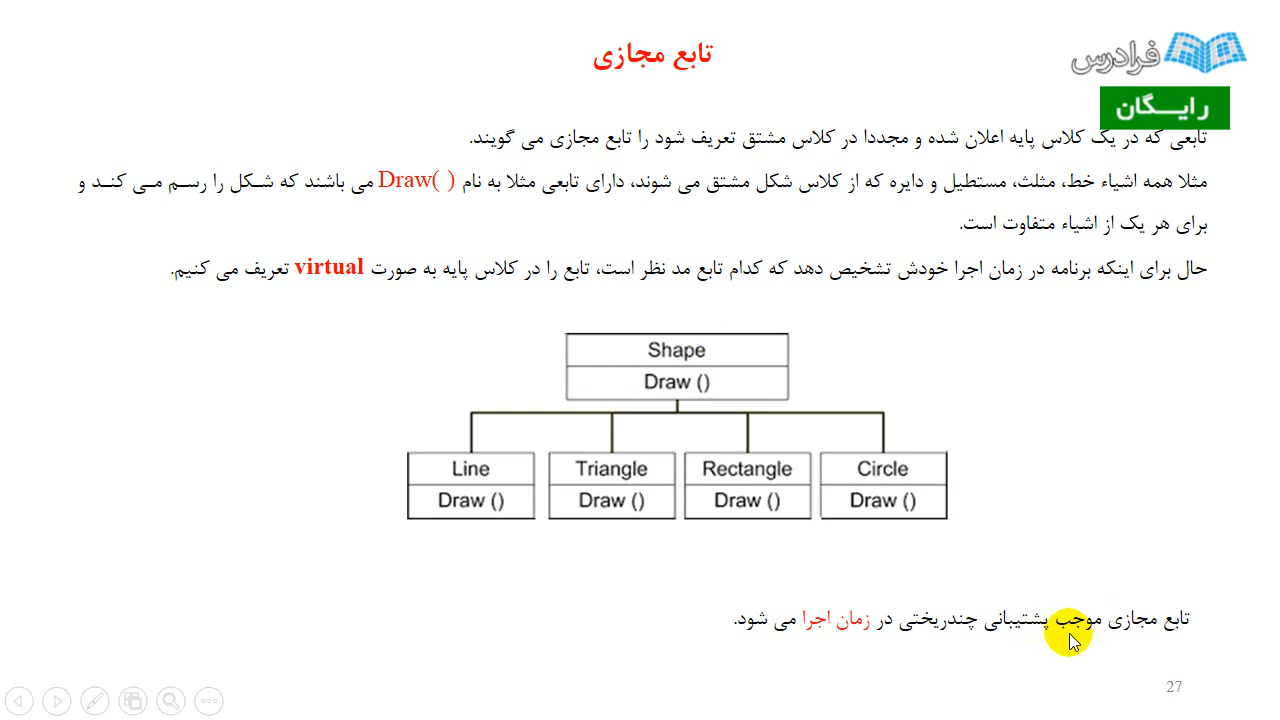 تابع مجازی
فرادرس
رایـــگان
تابعی که در یک کلاس پایه اعلان شده و مجددا در کلاس مشتق تعریف شود را تابع مجازی می گویند.
مثلا همه اشیاء خط، مثلث، مستطیل و دایره که از کلاس شکل مشتق می شوند، دارای تابعی مثلا به نام Draw( ) می باشند که شـکل را رسـم مـی کنـد و
برای هر یک از اشیاء متفاوت است.
حال برای اینکه برنامه در زمان اجرا خودش تشخیص دهد که کدام تابع مد نظر است، تابع را در کلاس پایه به صورت virtual تعریف می کنیم.
Shape
Draw ()
Line
Draw ()
Triangle
Draw ()
Rectangle
Draw ()
Circle
Draw ()
تابع مجازی موجب پشتیبانی چندریختی در زمان اجرا می شود.
27